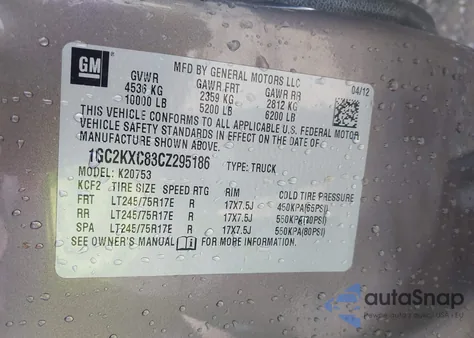 GM
MFD BY GENERAL MOTORS LLC
04/12
GVWR GAWR FRT GAWR RR
4536 KG 2359 KG 2812 KG
10000 LB 5200 LB 6200 LB
THIS VEHICLE CONFORMS TO ALL APPLICABLE U.S. FEDERAL MOTOR
VEHICLE SAFETY STANDARDS IN EFFECT ON THE DATE OF
MANUFACTURE SHOWN ABOVE.
1GC2KXC83CZ295186 TYPE: TRUCK
MODEL: K20753
KCF2 TIRE SIZE SPEED RTG RIM COLD TIRE PRESSURE
FRT LT245/75R17E R 17X7.5J 450KPA(65PSI)
RR LT245/75R17E R 17X7.5J 550KPA(80PSI)
SPA LT245/75R17E R 17X7.5J 550KPA(80PSI)
SEE OWNER'S MANUAL FOR MORE INFORMATION.
autoSnap